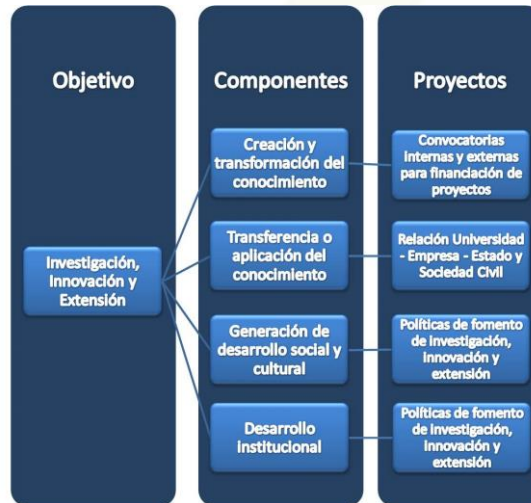 Objetivo
Componentes
Proyectos
Investigación,
Innovación y
Extensión
Creación y
transformación del
conocimiento
Convocatorias
internas y externas
para financiación de
proyectos
Transferencia o
aplicación del
conocimiento
Relación Universidad
- Empresa - Estado y
Sociedad Civil
Generación de
desarrollo social y
cultural
Políticas de fomento
de investigación,
innovación y
extensión
Desarrollo
institucional
Políticas de fomento
de investigación,
innovación y
extensión